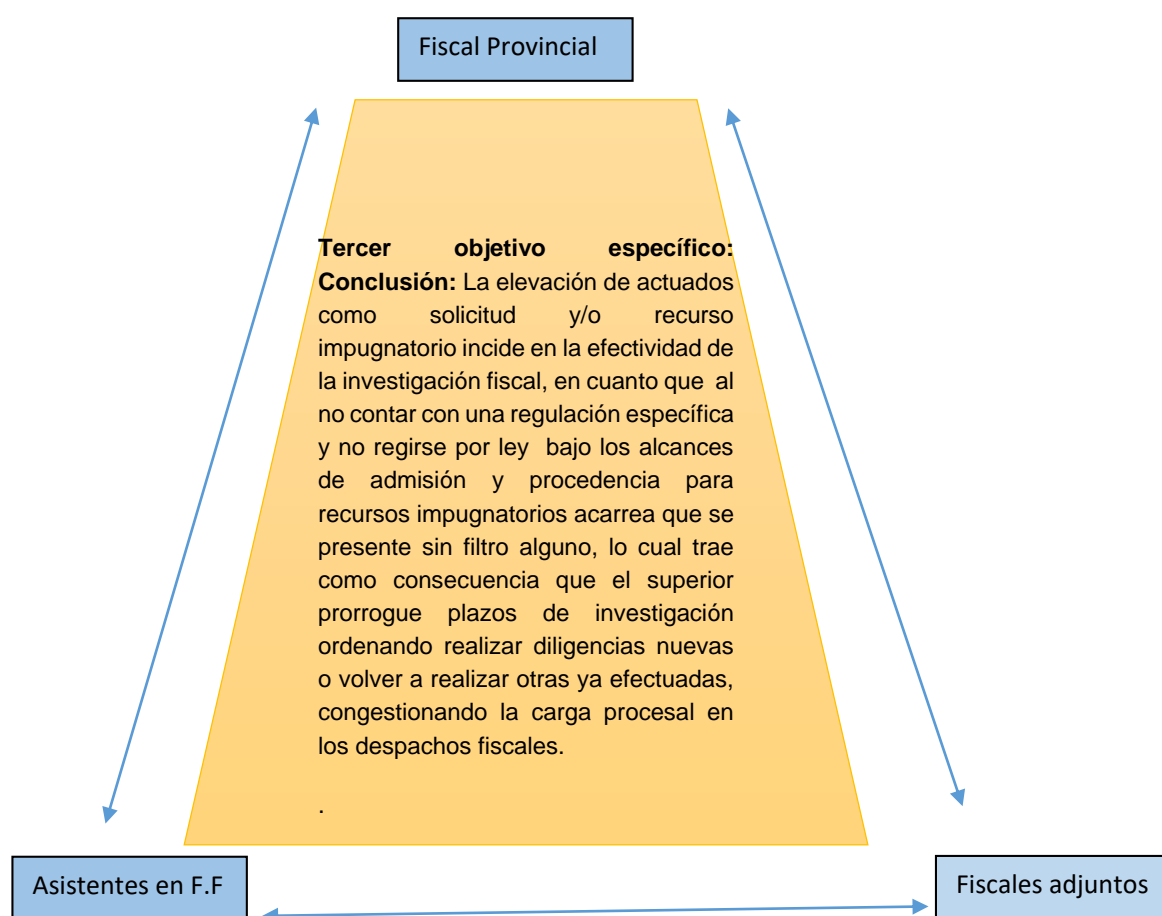 Fiscal Provincial
Tercer objetivo específico:
Conclusión: La elevación de actuados
como solicitud y/o recurso
impugnatorio incide en la efectividad de
la investigación fiscal, en cuanto que al
no contar con una regulación específica
y no regirse por ley bajo los alcances
de admisión y procedencia para
recursos impugnatorios acarrea que se
presente sin filtro alguno, lo cual trae
como consecuencia que el superior
prorrogue plazos de investigación
ordenando realizar diligencias nuevas
o volver a realizar otras ya efectuadas,
congestionando la carga procesal en
los despachos fiscales.
.
Asistentes en F.F
Fiscales adjuntos